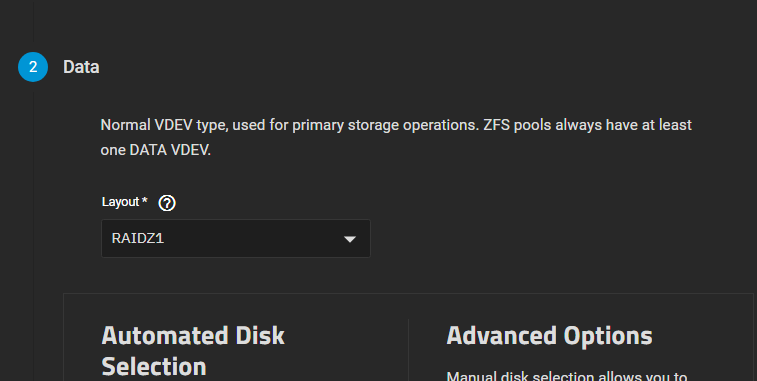 2 Data
Normal VDEV type, used for primary storage operations. ZFS pools always have at least
one DATA VDEV.
Layout * ?
RAIDZ1
Automated Disk
Selection
Advanced Options
Manual disk selection allows you to